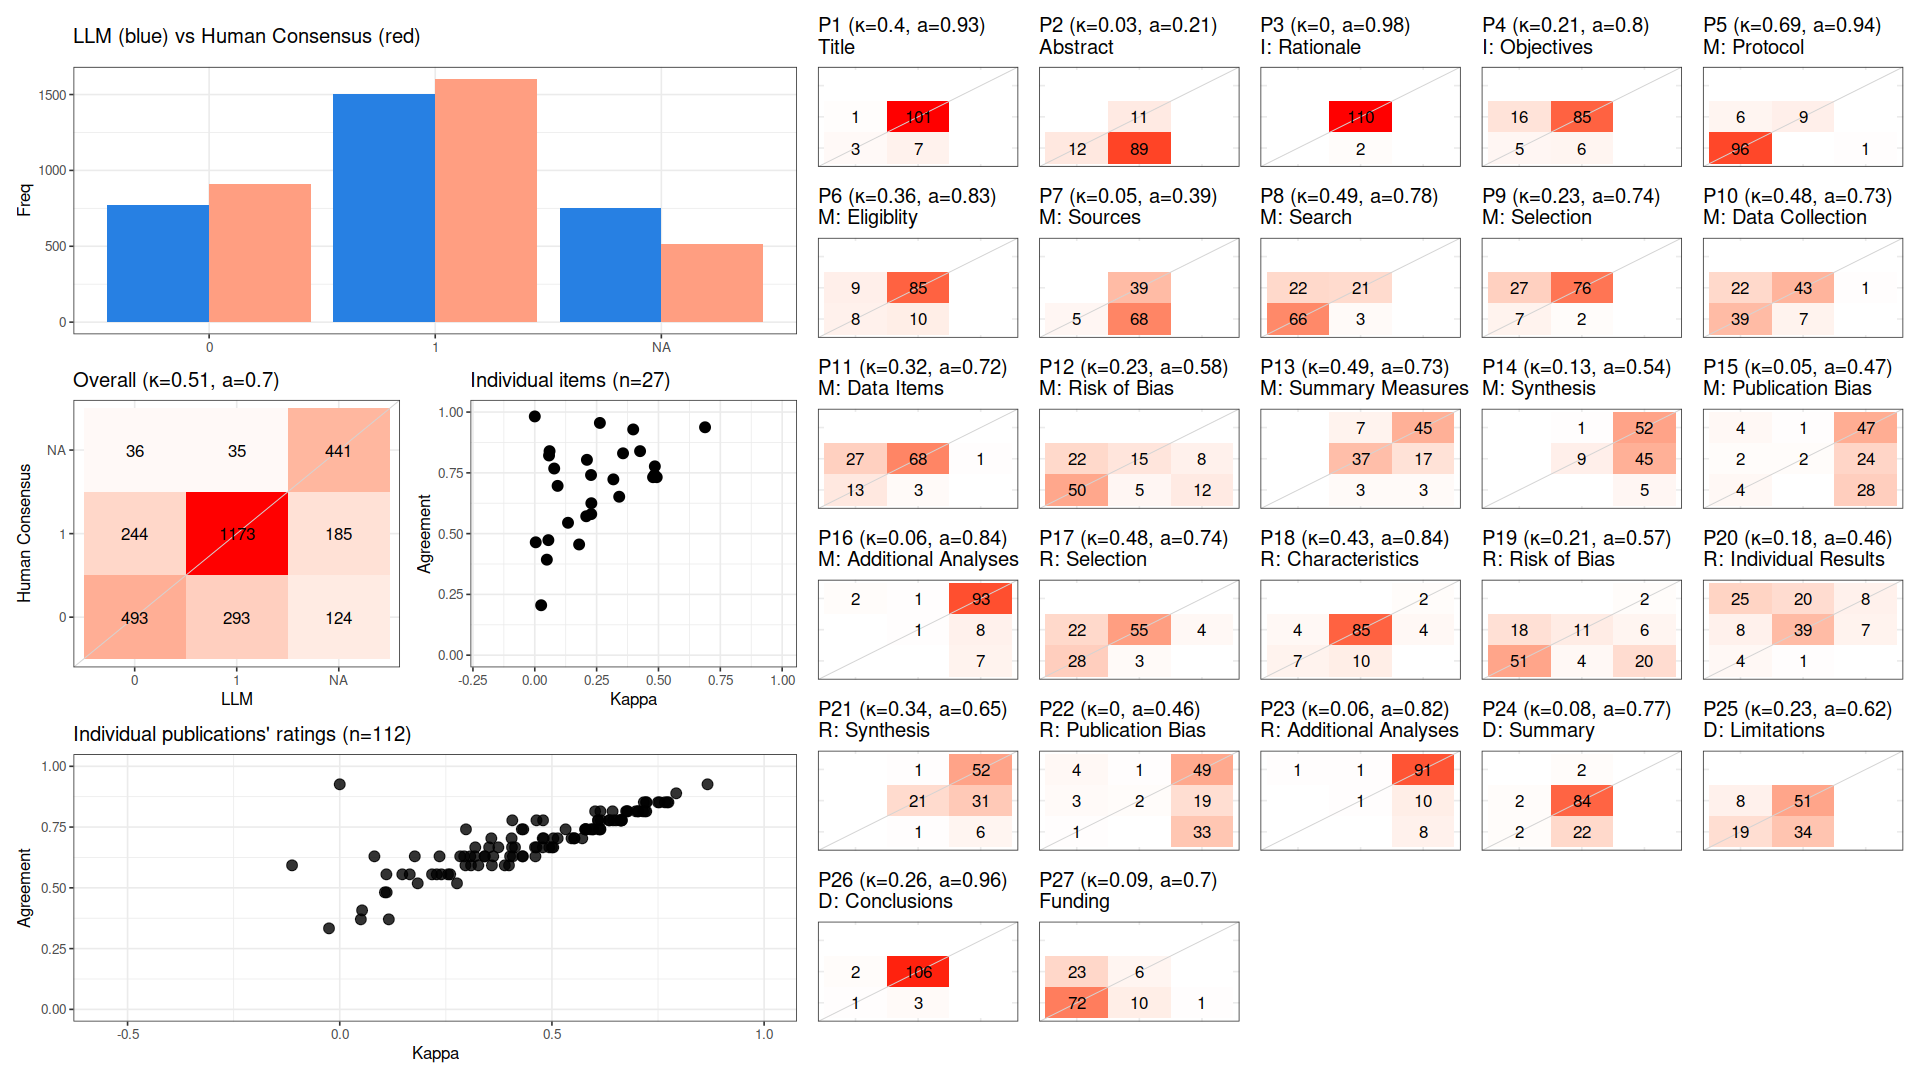 LLM (blue) vs Human Consensus (red)
Freq
1500
1000
500
0
0 1 NA
Overall (κ=0.51, a=0.7)
Human Consensus
NA 36 35 441
1 244 1173 185
0 493 293 124
0 1 NA
LLM
Individual items (n=27)
Agreement
1.00
0.75
0.50
0.25
0.00
-0.25 0.00 0.25 0.50 0.75 1.00
Kappa
Individual publications' ratings (n=112)
Agreement
1.00
0.75
0.50
0.25
0.00
-0.5 0.0 0.5 1.0
Kappa
P1 (κ=0.4, a=0.93)
Title
1 101
3 7
P2 (κ=0.03, a=0.21)
Abstract
11
12 89
P3 (κ=0, a=0.98)
I: Rationale
110
2
P4 (κ=0.21, a=0.8)
I: Objectives
16 85
5 6
P5 (κ=0.69, a=0.94)
M: Protocol
6 9
96 1
P6 (κ=0.36, a=0.83)
M: Eligiblity
9 85
8 10
P7 (κ=0.05, a=0.39)
M: Sources
39
5 68
P8 (κ=0.49, a=0.78)
M: Search
22 21
66 3
P9 (κ=0.23, a=0.74)
M: Selection
27 76
7 2
P10 (κ=0.48, a=0.73)
M: Data Collection
22 43 1
39 7
P11 (κ=0.32, a=0.72)
M: Data Items
27 68 1
13 3
P12 (κ=0.23, a=0.58)
M: Risk of Bias
22 15 8
50 5 12
P13 (κ=0.49, a=0.73)
M: Summary Measures
7 45
37 17
3 3
P14 (κ=0.13, a=0.54)
M: Synthesis
1 52
9 45
5
P15 (κ=0.05, a=0.47)
M: Publication Bias
4 1 47
2 2 24
4 28
P16 (κ=0.06, a=0.84)
M: Additional Analyses
2 1 93
1 8
7
P17 (κ=0.48, a=0.74)
R: Selection
22 55 4
28 3
P18 (κ=0.43, a=0.84)
R: Characteristics
2
4 85 4
7 10
P19 (κ=0.21, a=0.57)
R: Risk of Bias
2
18 11 6
51 4 20
P20 (κ=0.18, a=0.46)
R: Individual Results
25 20 8
8 39 7
4 1
P21 (κ=0.34, a=0.65)
R: Synthesis
1 52
21 31
1 6
P22 (κ=0, a=0.46)
R: Publication Bias
4 1 49
3 2 19
1 33
P23 (κ=0.06, a=0.82)
R: Additional Analyses
1 1 91
1 10
8
P24 (κ=0.08, a=0.77)
D: Summary
2
2 84
2 22
P25 (κ=0.23, a=0.62)
D: Limitations
8 51
19 34
P26 (κ=0.26, a=0.96)
D: Conclusions
2 106
1 3
P27 (κ=0.09, a=0.7)
Funding
23 6
72 10 1